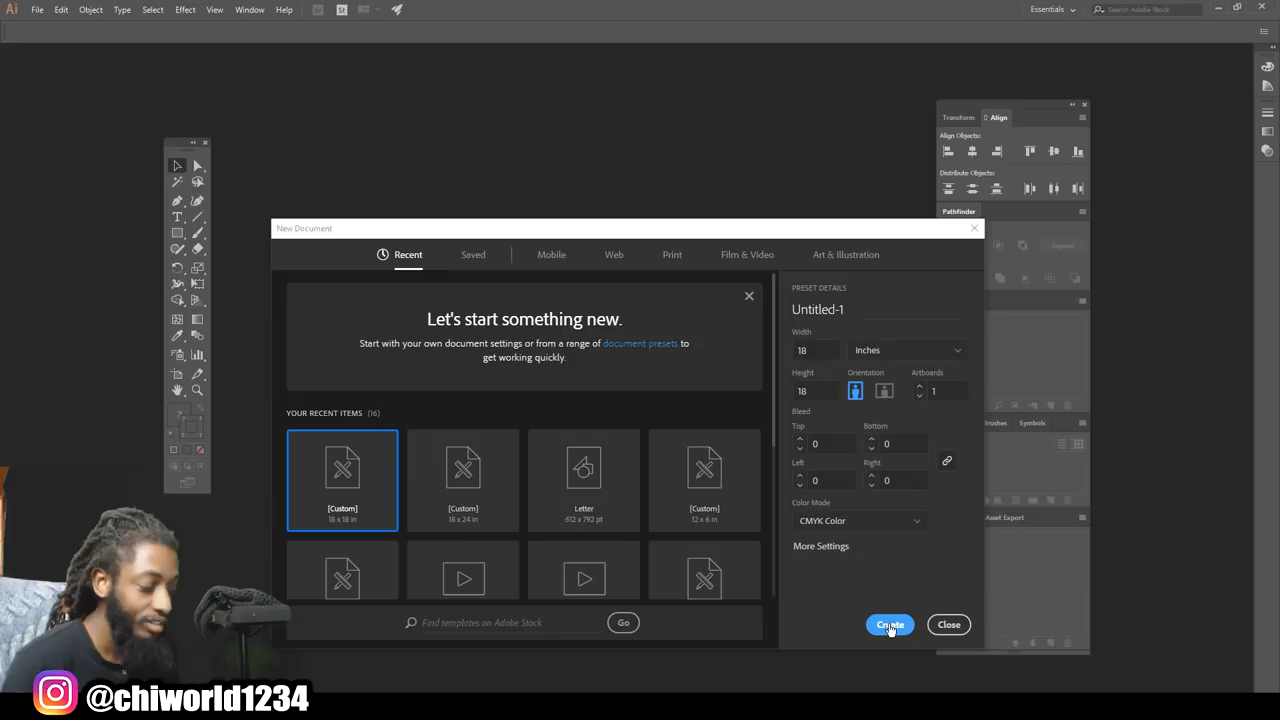 Ai File Edit Object Type Select Effect View Window Help St Essentials Search Adobe Stock
Transform Align
Align Objects:
Distribute Objects:
Pathfinder
Expand
New Document
Recent Saved Mobile Web Print Film & Video Art & Illustration
Let's start something new.
Start with your own document settings or from a range of document presets to
get working quickly.
YOUR RECENT ITEMS (16)
[Custom]
18 x 18 in
[Custom]
18 x 24 in
Letter
612 x 792 pt
[Custom]
12 x 6 in
Find templates on Adobe Stock Go
PRESET DETAILS
Untitled-1
Width
18 Inches
Height Orientation Artboards
18 1
Bleed
Top Bottom
0 0
Left Right
0 0
Color Mode
CMYK Color
More Settings
Create Close
Brushes Symbols
Asset Export
@chiworld1234